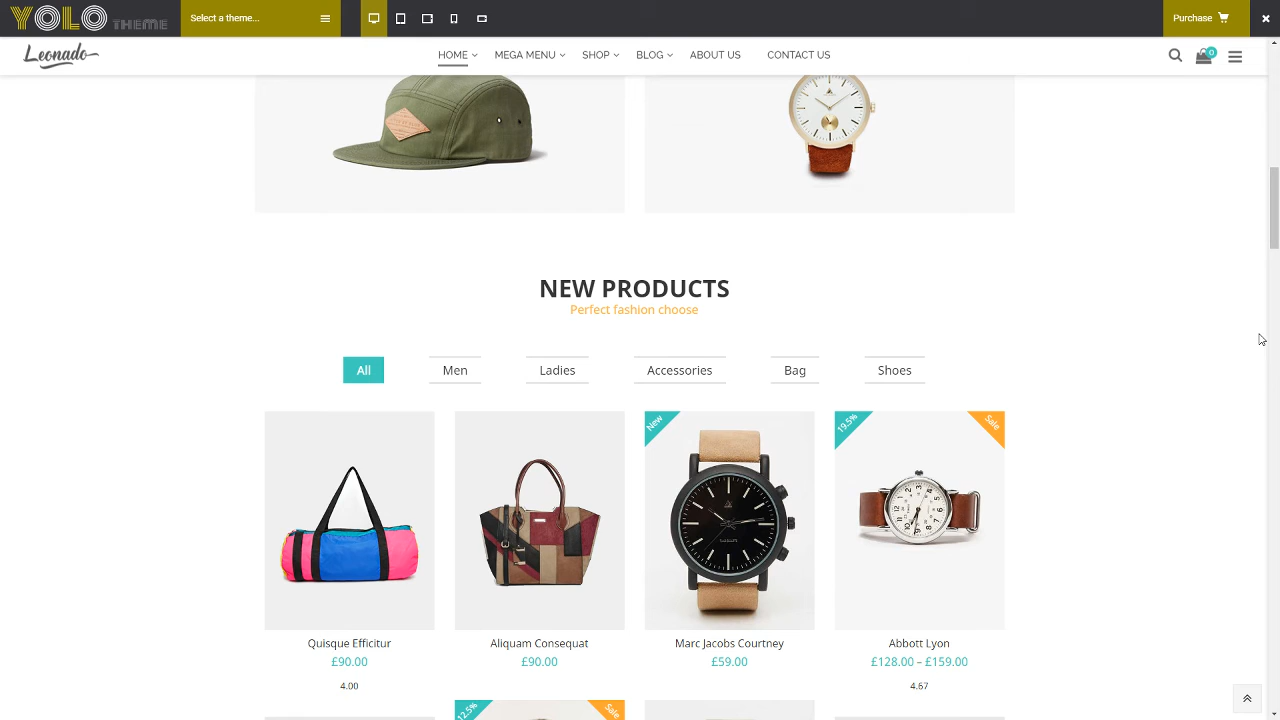 YOLO THEME
Select a theme...
Purchase
Leonado
HOME
MEGA MENU
SHOP
BLOG
ABOUT US
CONTACT US
0
NEW PRODUCTS
Perfect fashion choose
All
Men
Ladies
Accessories
Bag
Shoes
New
19.5%
Sale
Quisque Efficitur
Aliquam Consequat
Marc Jacobs Courtney
Abbott Lyon
£90.00
£90.00
£59.00
£128.00 – £159.00
4.00
4.67
12.5%
Sale